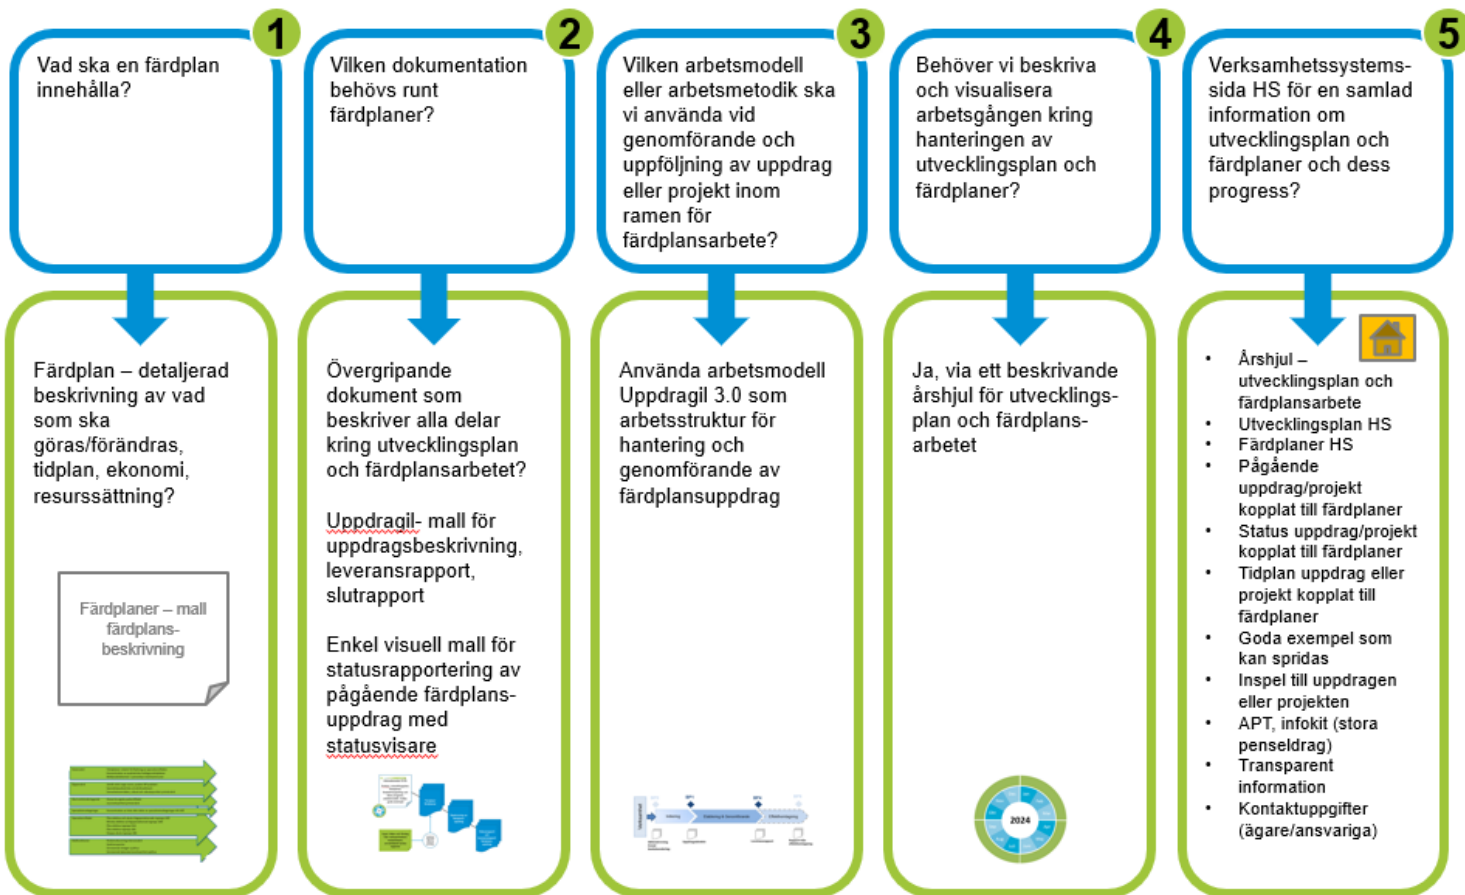 1
Vad ska en färdplan
innehålla?
2
Vilken dokumentation
behövs runt
färdplaner?
3
Vilken arbetsmodell
eller arbetsmetodik ska
vi använda vid
genomförande och
uppföljning av uppdrag
eller projekt inom
ramen för
färdplansarbete?
4
Behöver vi beskriva
och visualisera
arbetsgången kring
hanteringen av
utvecklingsplan och
färdplaner?
5
Verksamhetssystems-
sida HS för en samlad
information om
utvecklingsplan och
färdplaner och dess
progress?
Färdplan – detaljerad
beskrivning av vad
som ska
göras/förändras,
tidplan, ekonomi,
resurssättning?
Färdplaner – mall
färdplans-
beskrivning
Övergripande
dokument som
beskriver alla delar
kring utvecklingsplan
och färdplansarbetet?
Uppdragil- mall för
uppdragsbeskrivning,
leveransrapport,
slutrapport
Enkel visuell mall för
statusrapportering av
pågående färdplans-
uppdrag med
statusvisare
Använda arbetsmodell
Uppdragil 3.0 som
arbetsstruktur för
hantering och
genomförande av
färdplansuppdrag
Ja, via ett beskrivande
årshjul för utvecklings-
plan och färdplans-
arbetet
2024
• Årshjul –
utvecklingsplan och
färdplansarbete
• Utvecklingsplan HS
• Färdplaner HS
• Pågående
uppdrag/projekt
kopplat till färdplaner
• Status uppdrag/projekt
kopplat till färdplaner
• Tidplan uppdrag eller
projekt kopplat till
färdplaner
• Goda exempel som
kan spridas
• Inspel till uppdragen
eller projekten
• APT, infokit (stora
penseldrag)
• Transparent
information
• Kontaktuppgifter
(ägare/ansvariga)